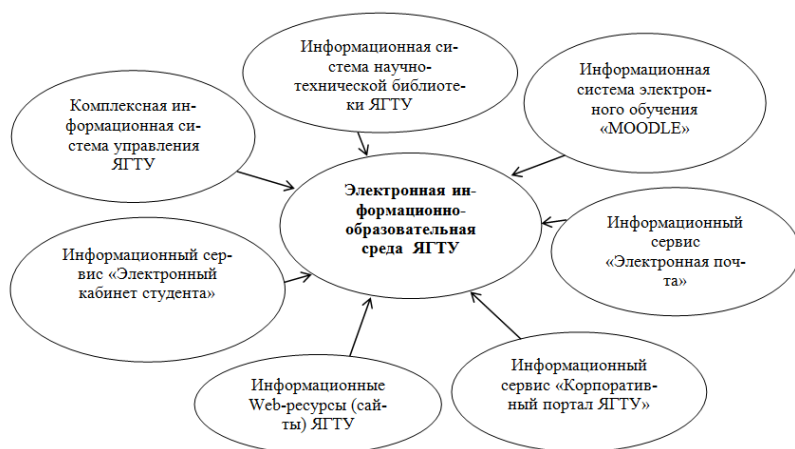 Информационная си-
стема научно-
технической библиоте-
ки ЯГТУ
Информационная
система электрон-
ного обучения
«MOODLE»
Комплексная ин-
формационная си-
стема управления
ЯГТУ
Электронная ин-
формационно-
образовательная
среда ЯГТУ
Информационный
сервис
«Электронная поч-
та»
Информационный сер-
вис «Электронный
кабинет студента»
Информационные
Web-ресурсы (сай-
ты) ЯГТУ
Информационный
сервис «Корпоратив-
ный портал ЯГТУ»